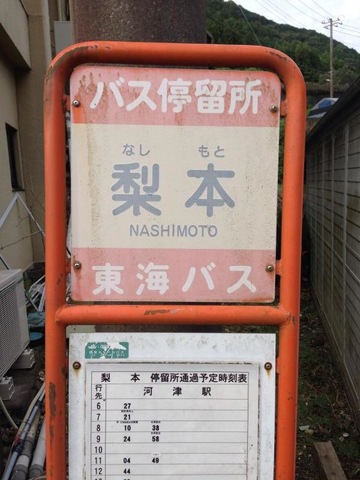 バス停留所
なし もと
梨本
NASHIMOTO
東海バス
梨 本 停留所通過予定時刻表
行先 河津駅
6 27
7 21
8 10 38
9 24 58
10
11 04 49
12 44